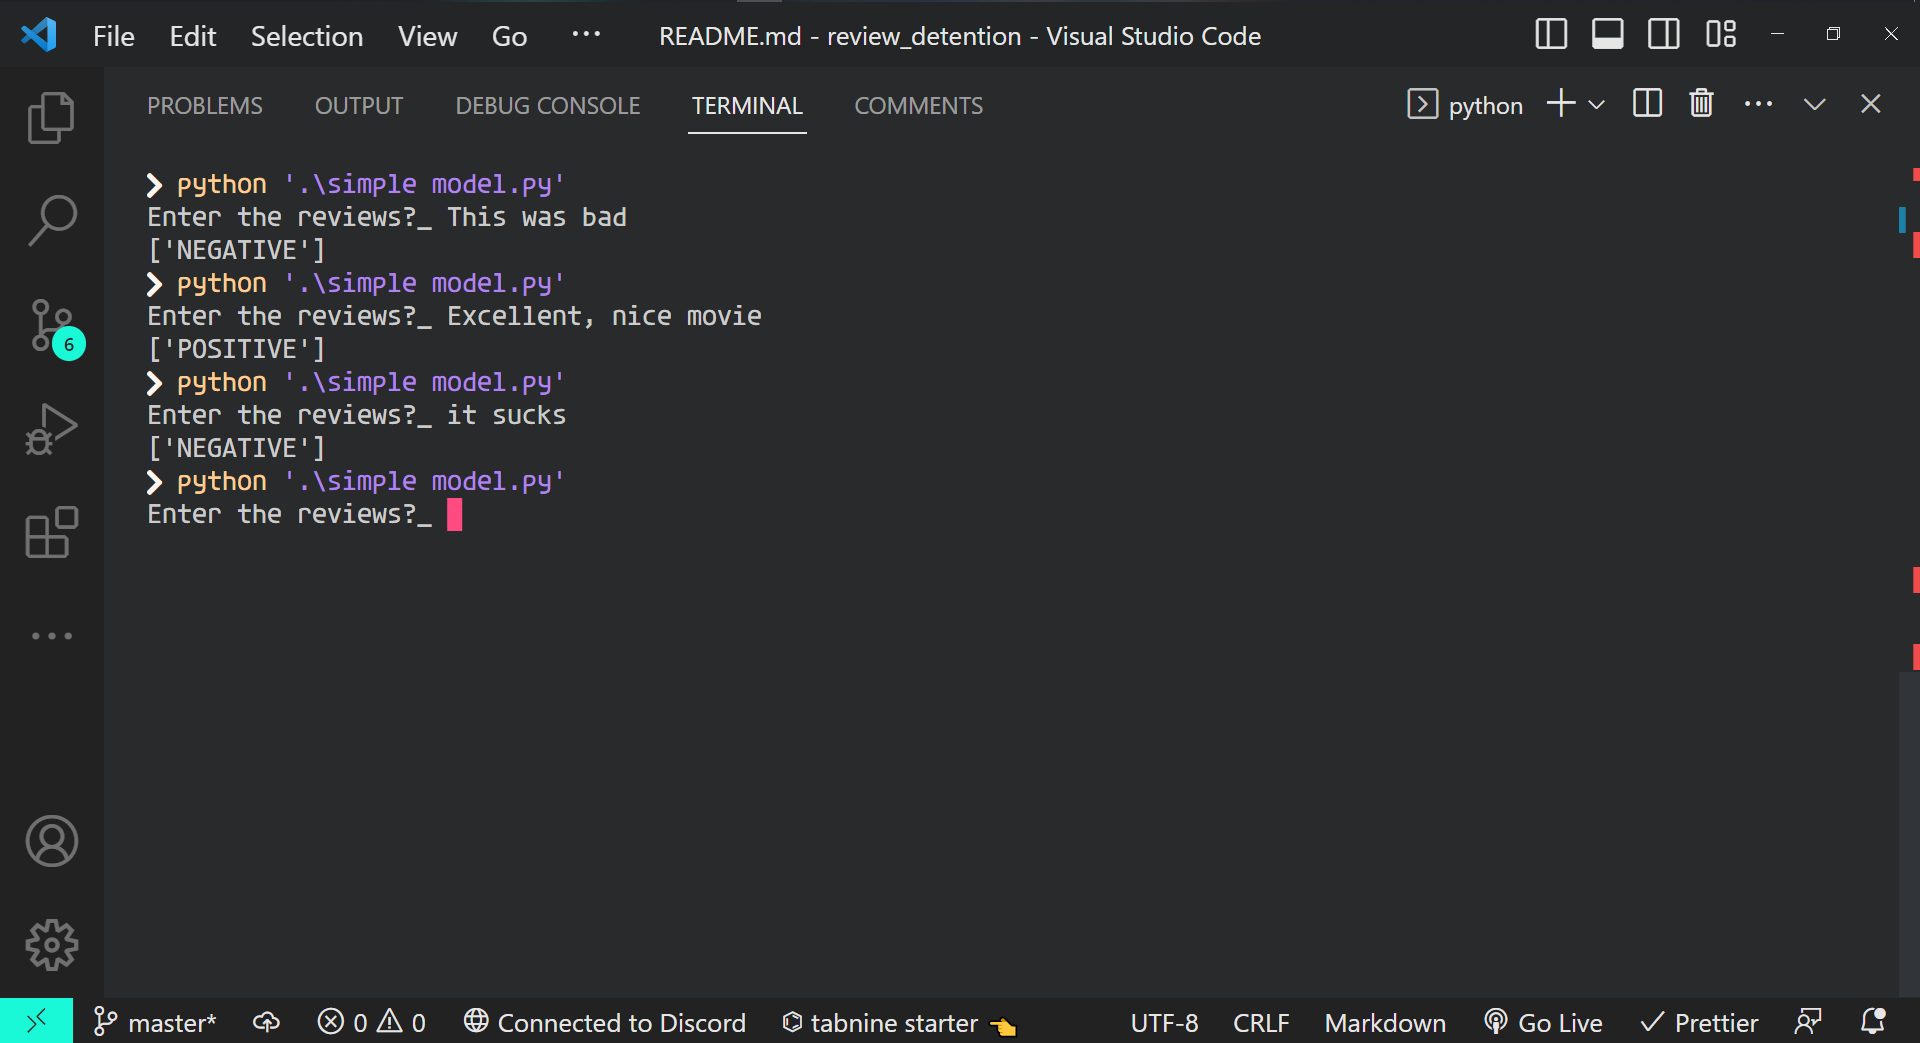 File Edit Selection View Go ··· README.md - review_detention - Visual Studio Code
PROBLEMS OUTPUT DEBUG CONSOLE TERMINAL COMMENTS python
❯ python '.\simple model.py'
Enter the reviews?_ This was bad
['NEGATIVE']
❯ python '.\simple model.py'
Enter the reviews?_ Excellent, nice movie
['POSITIVE']
❯ python '.\simple model.py'
Enter the reviews?_ it sucks
['NEGATIVE']
❯ python '.\simple model.py'
Enter the reviews?_
6
master* 0 0 Connected to Discord tabnine starter 👈 UTF-8 CRLF Markdown Go Live Prettier